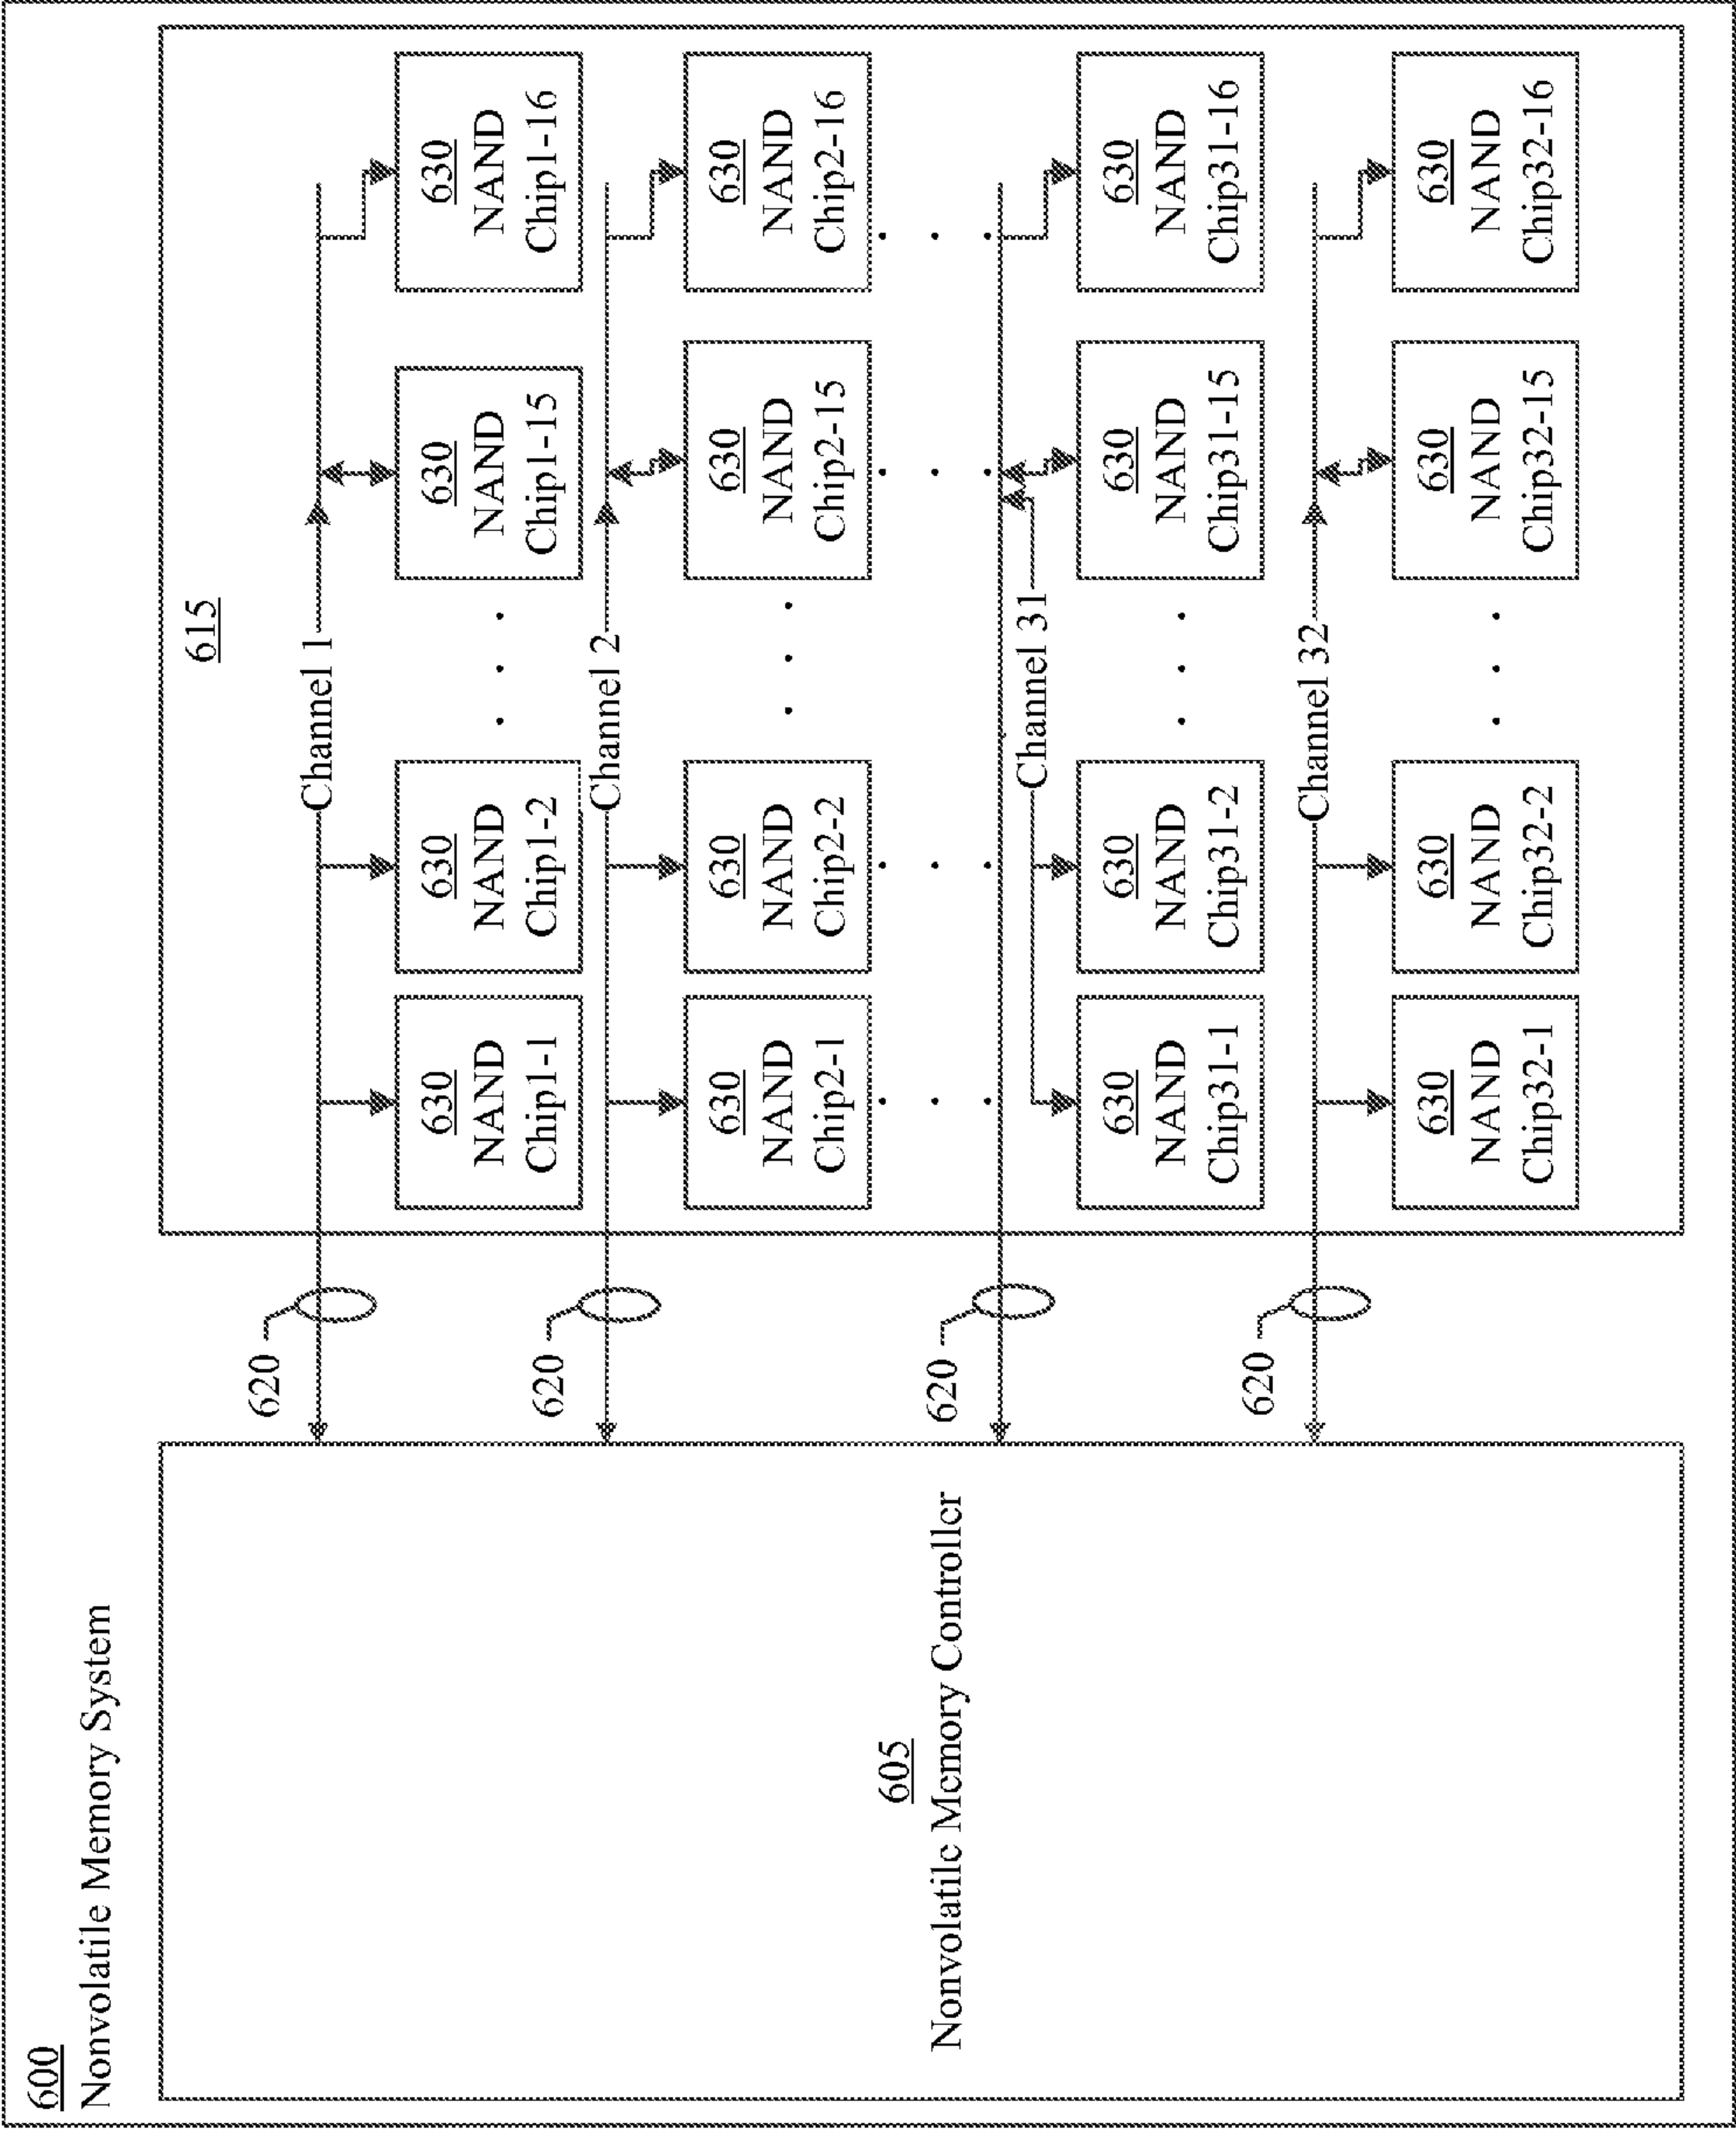 600
Nonvolatile Memory System
615
620
Channel 1
630
NAND
Chip1-1
630
NAND
Chip1-2
. . .
630
NAND
Chip1-15
630
NAND
Chip1-16
620
Channel 2
630
NAND
Chip2-1
630
NAND
Chip2-2
. . .
630
NAND
Chip2-15
630
NAND
Chip2-16
605
Nonvolatile Memory Controller
620
Channel 31
630
NAND
Chip31-1
630
NAND
Chip31-2
. . .
630
NAND
Chip31-15
630
NAND
Chip31-16
620
Channel 32
630
NAND
Chip32-1
630
NAND
Chip32-2
. . .
630
NAND
Chip32-15
630
NAND
Chip32-16